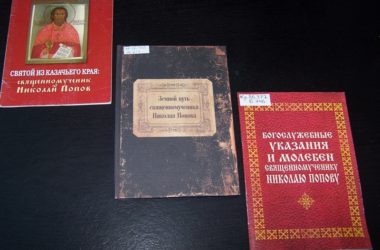 СВЯТОЙ ИЗ КАЗАЧЬЕГО КРАЯ:
СВЯЩЕННОМУЧЕНИК
НИКОЛАЙ ПОПОВ
Земной путь
священномученика
Николая Попова
БОГОСЛУЖЕБНЫЕ
УКАЗАНИЯ
И МОЛЕБЕН
СВЯЩЕННОМУЧЕНИКУ
НИКОЛАЮ ПОПОВУ